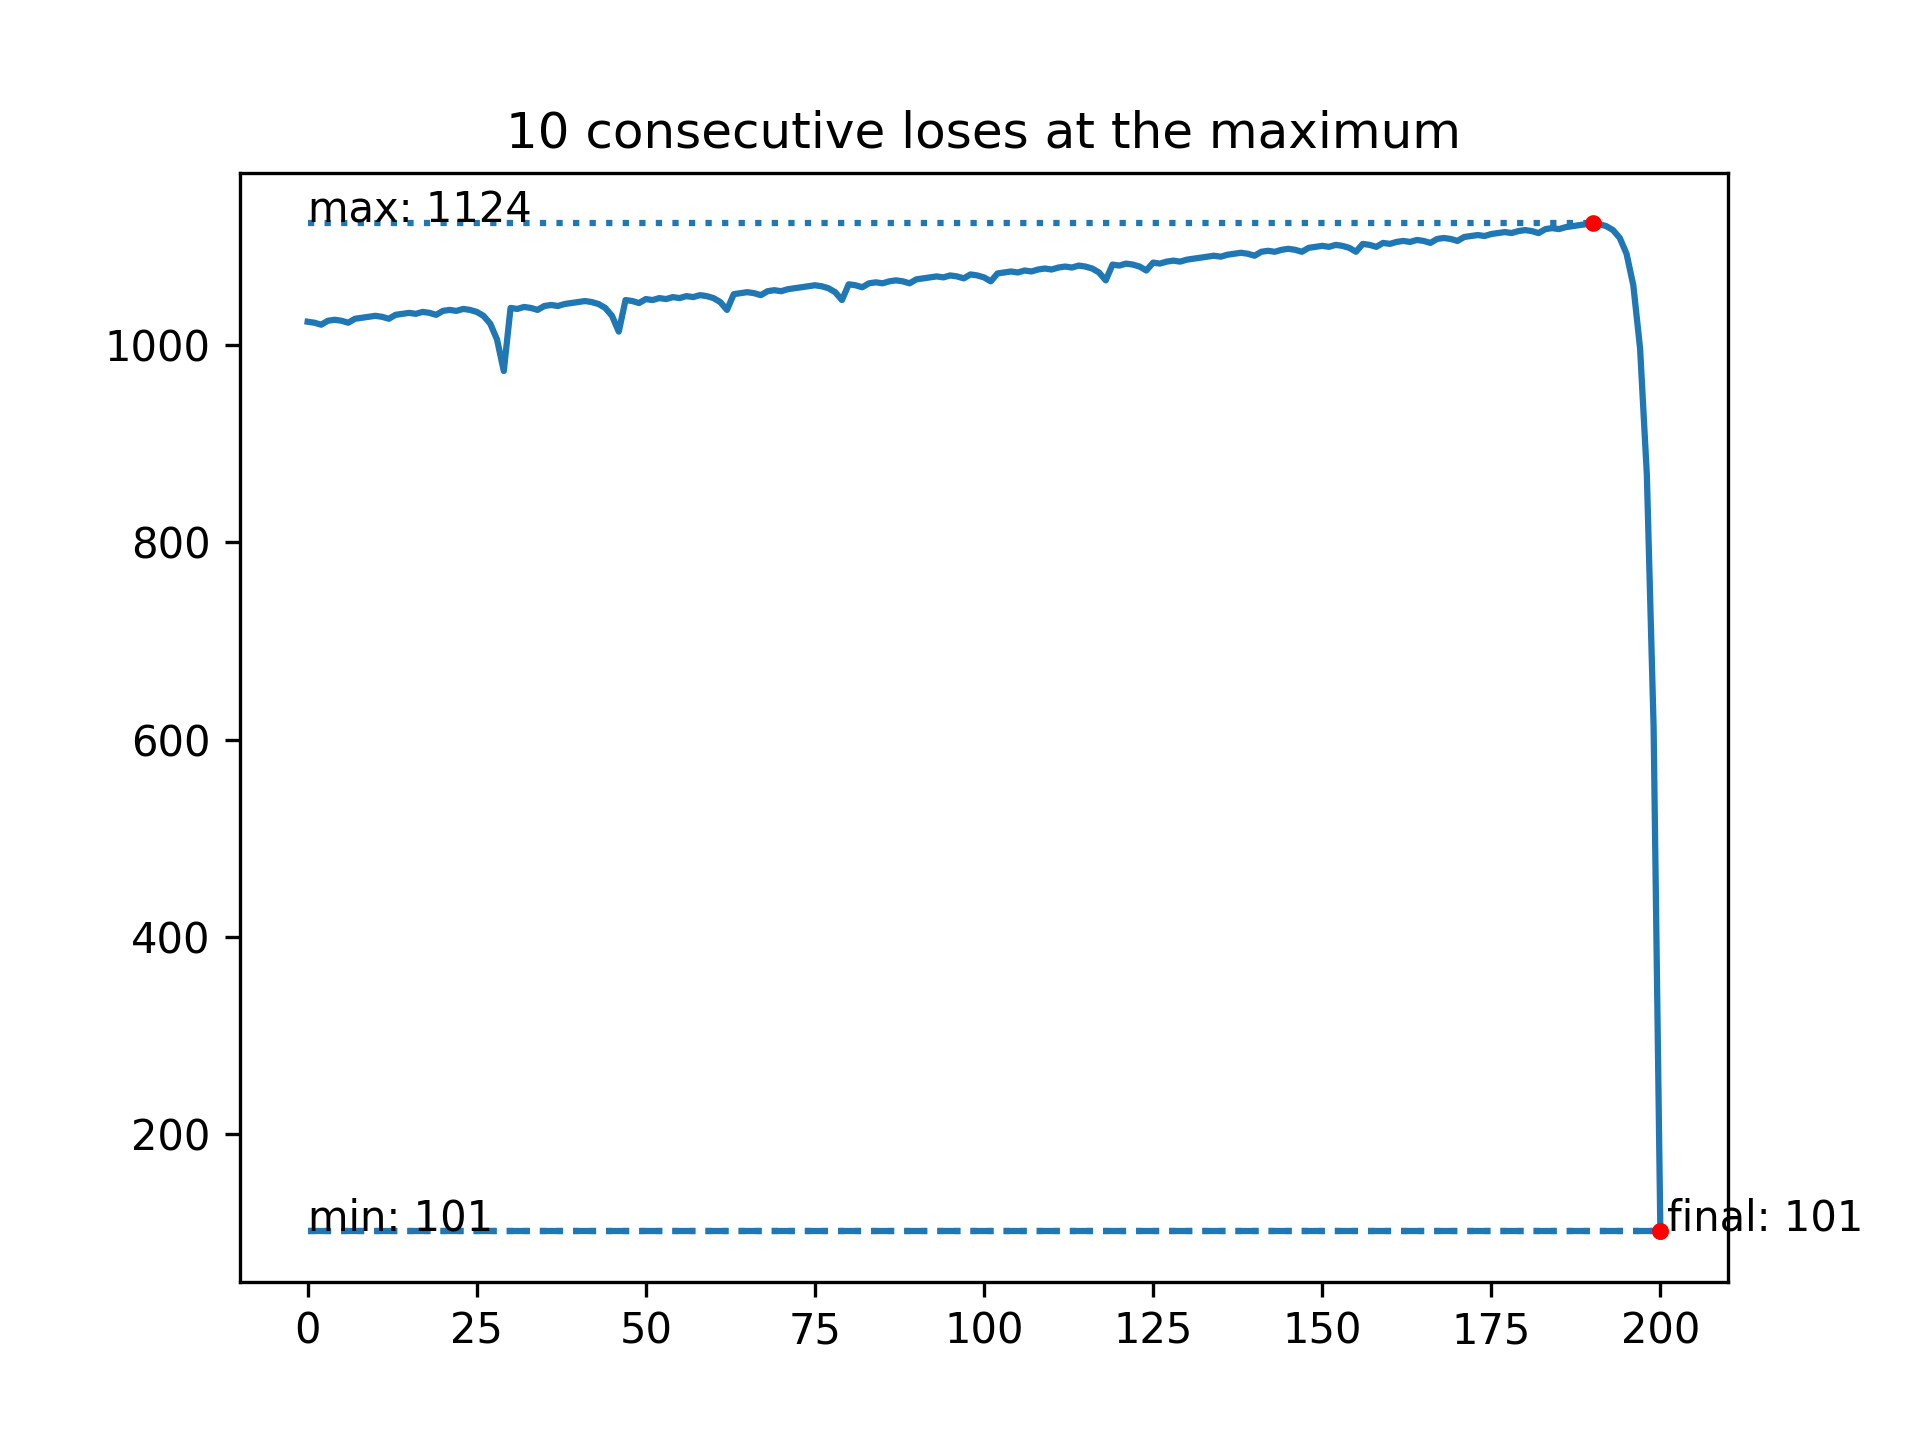 10 consecutive loses at the maximum
max: 1124
1000
800
600
400
200
min: 101
final: 101
0 25 50 75 100 125 150 175 200